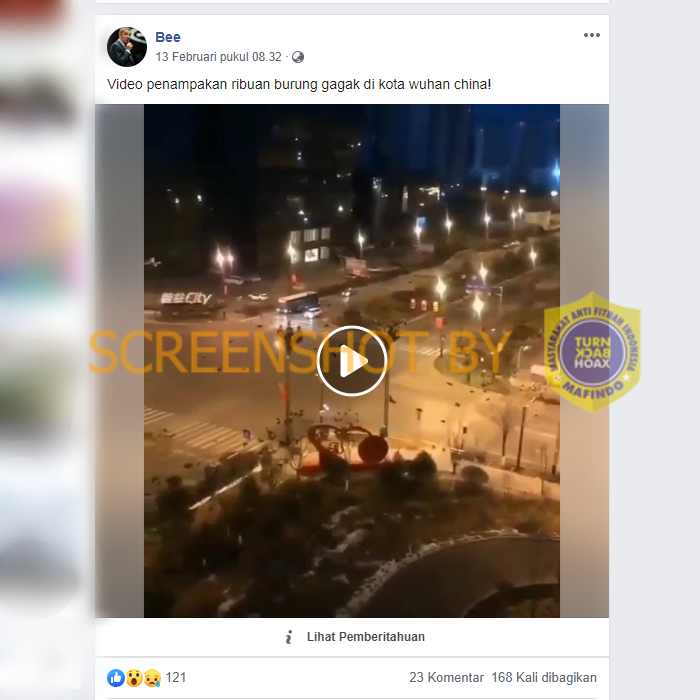 Bee
13 Februari pukul 08.32 ·
Video penampakan ribuan burung gagak di kota wuhan china!
City
SCREENSHOT BY
MASYARAKAT ANTI FITNAH INDONESIA
TURN
BACK
HOAX
MAFINDO
Lihat Pemberitahuan
121
23 Komentar 168 Kali dibagikan